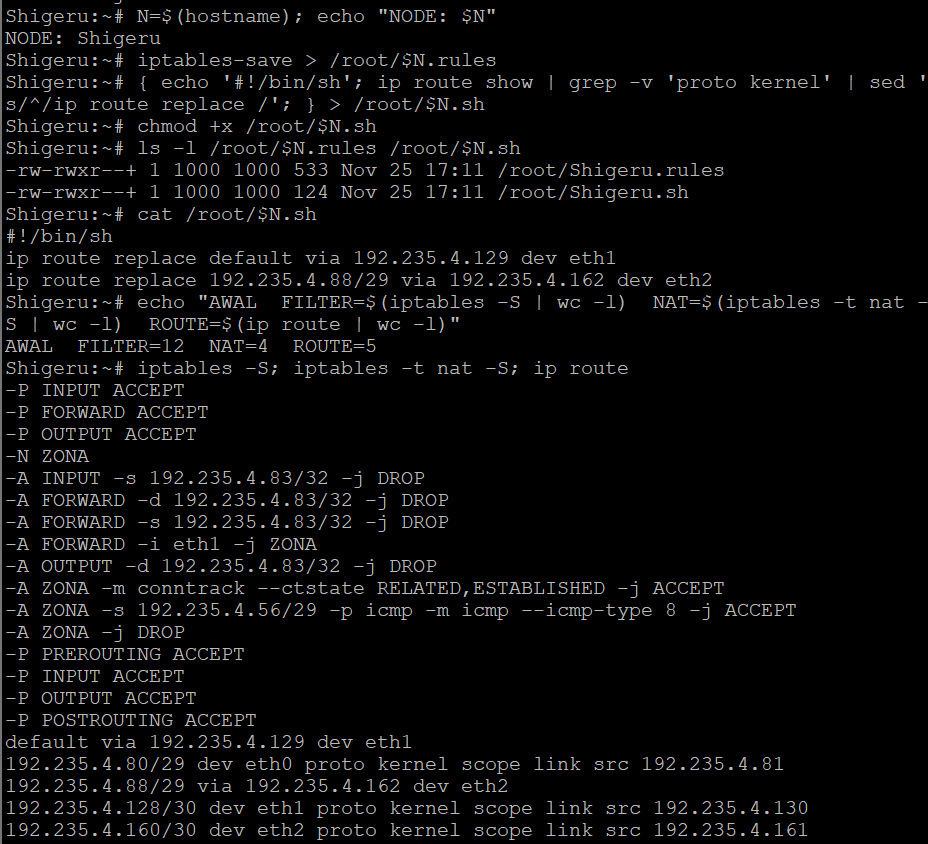 Shigeru:~# N=$(hostname); echo "NODE: $N"
NODE: Shigeru
Shigeru:~# iptables-save > /root/$N.rules
Shigeru:~# { echo '#!/bin/sh'; ip route show | grep -v 'proto kernel' | sed '
s/^/ip route replace /'; } > /root/$N.sh
Shigeru:~# chmod +x /root/$N.sh
Shigeru:~# ls -l /root/$N.rules /root/$N.sh
-rw-rwxr--+ 1 1000 1000 533 Nov 25 17:11 /root/Shigeru.rules
-rw-rwxr--+ 1 1000 1000 124 Nov 25 17:11 /root/Shigeru.sh
Shigeru:~# cat /root/$N.sh
#!/bin/sh
ip route replace default via 192.235.4.129 dev eth1
ip route replace 192.235.4.88/29 via 192.235.4.162 dev eth2
Shigeru:~# echo "AWAL  FILTER=$(iptables -S | wc -l)  NAT=$(iptables -t nat -
S | wc -l)  ROUTE=$(ip route | wc -l)"
AWAL  FILTER=12  NAT=4  ROUTE=5
Shigeru:~# iptables -S; iptables -t nat -S; ip route
-P INPUT ACCEPT
-P FORWARD ACCEPT
-P OUTPUT ACCEPT
-N ZONA
-A INPUT -s 192.235.4.83/32 -j DROP
-A FORWARD -d 192.235.4.83/32 -j DROP
-A FORWARD -s 192.235.4.83/32 -j DROP
-A FORWARD -i eth1 -j ZONA
-A OUTPUT -d 192.235.4.83/32 -j DROP
-A ZONA -m conntrack --ctstate RELATED,ESTABLISHED -j ACCEPT
-A ZONA -s 192.235.4.56/29 -p icmp -m icmp --icmp-type 8 -j ACCEPT
-A ZONA -j DROP
-P PREROUTING ACCEPT
-P INPUT ACCEPT
-P OUTPUT ACCEPT
-P POSTROUTING ACCEPT
default via 192.235.4.129 dev eth1
192.235.4.80/29 dev eth0 proto kernel scope link src 192.235.4.81
192.235.4.88/29 via 192.235.4.162 dev eth2
192.235.4.128/30 dev eth1 proto kernel scope link src 192.235.4.130
192.235.4.160/30 dev eth2 proto kernel scope link src 192.235.4.161